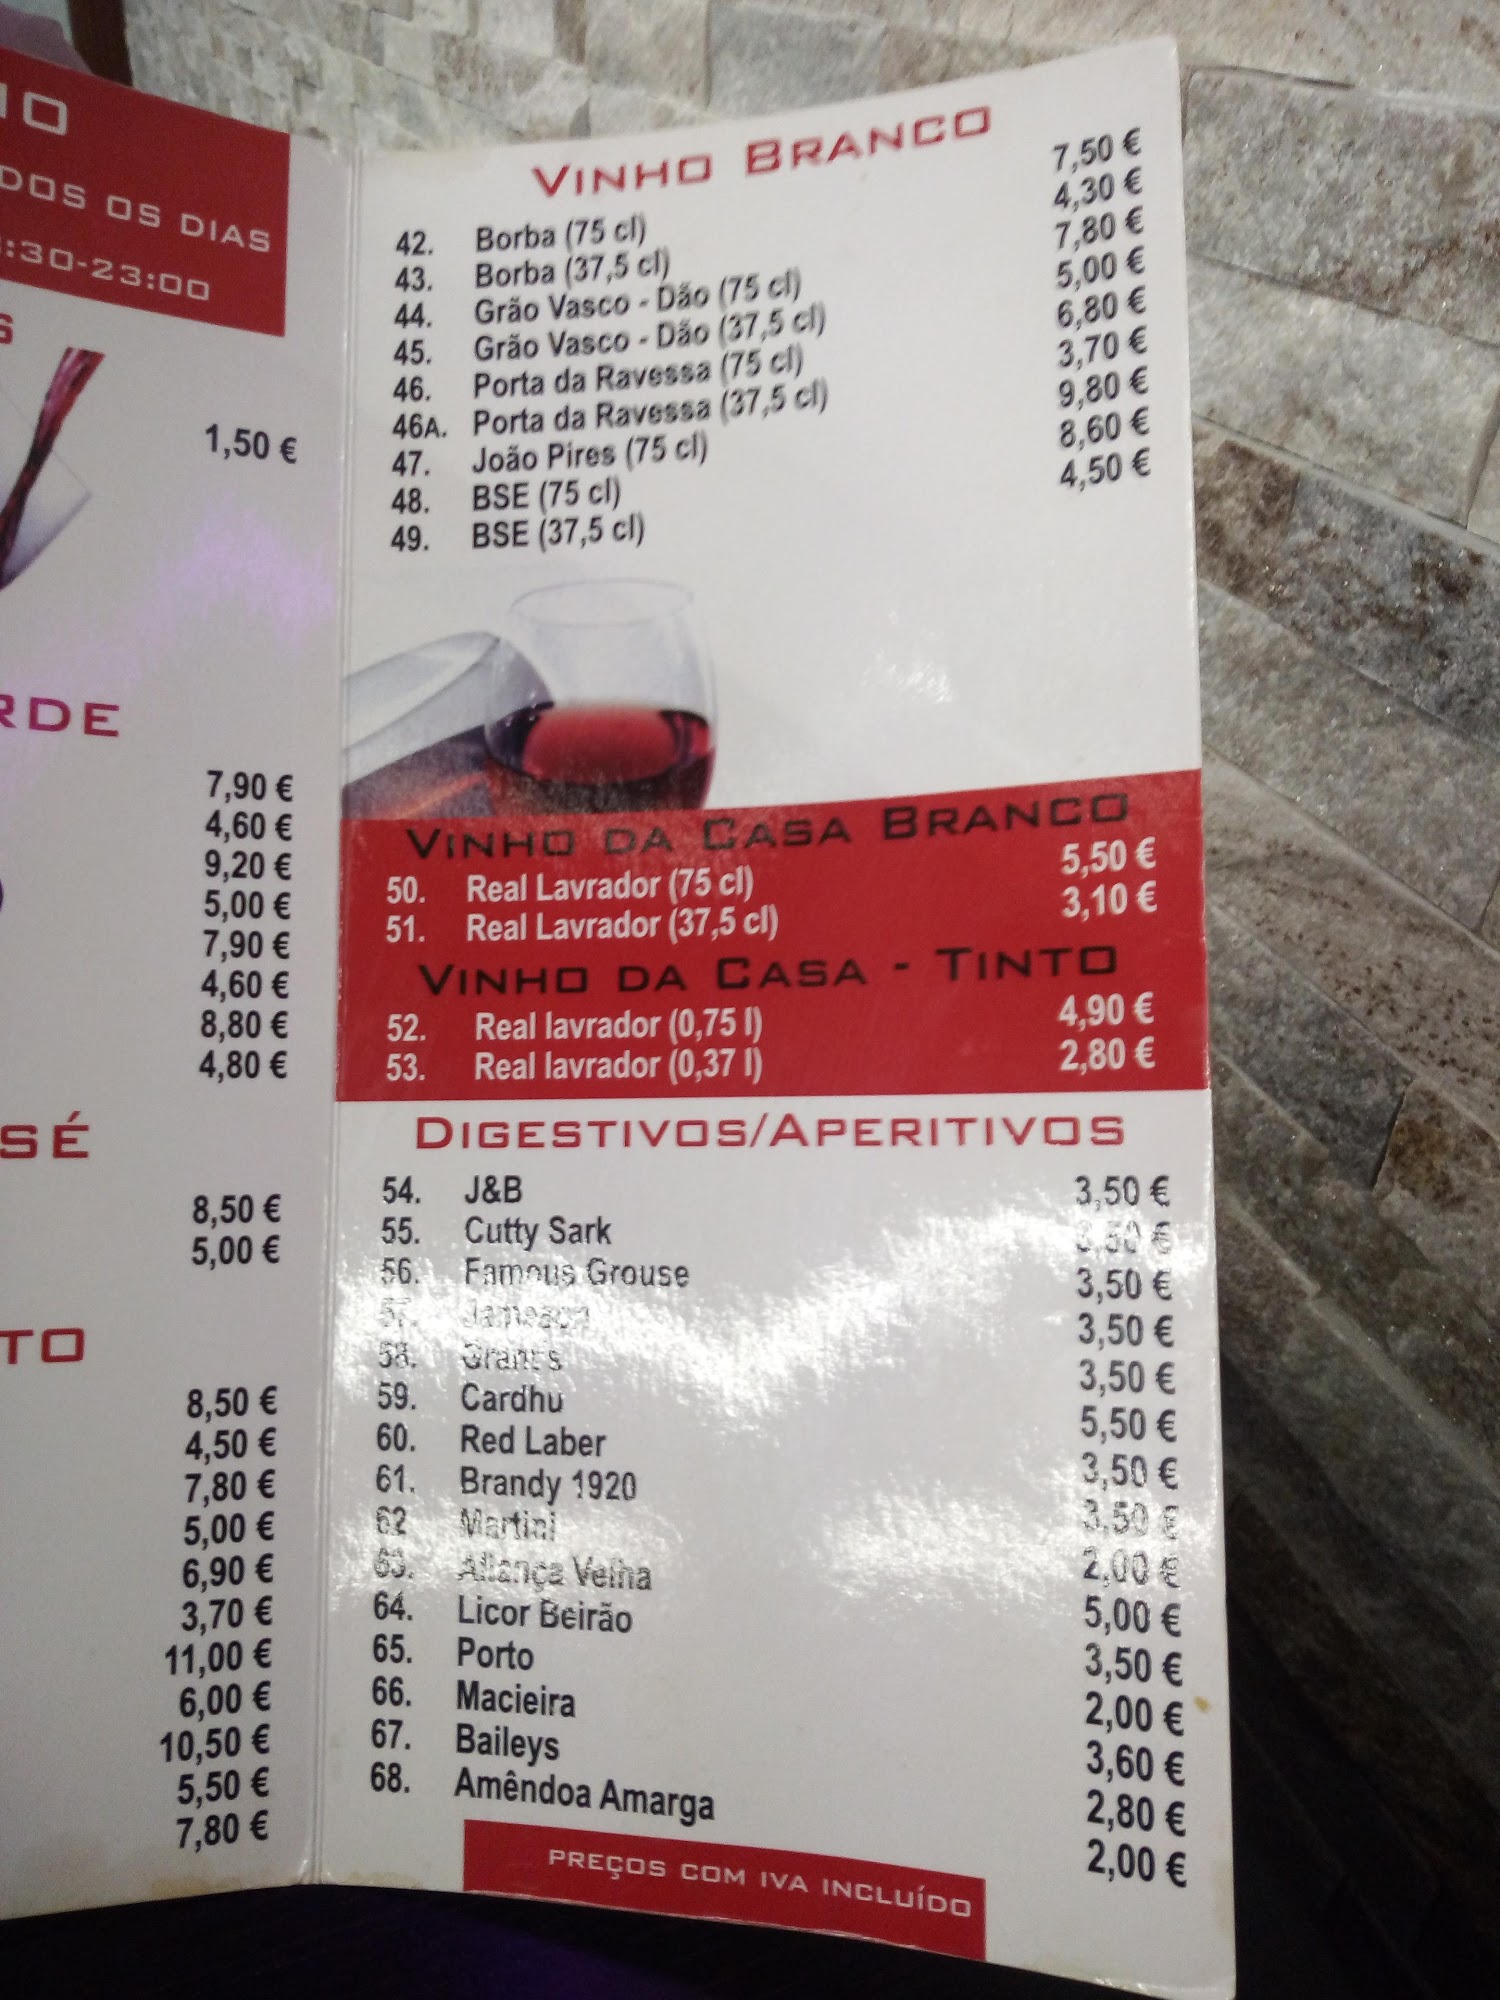 IO
DOS OS DIAS
:30-23:00
S
1,50 €
RDE
7,90 €
4,60 €
9,20 €
5,00 €
7,90 €
4,60 €
8,80 €
4,80 €
SÉ
8,50 €
5,00 €
TO
8,50 €
4,50 €
7,80 €
5,00 €
6,90 €
3,70 €
11,00 €
6,00 €
10,50 €
5,50 €
7,80 €
Vinho Branco
42. Borba (75 cl) 7,50 €
43. Borba (37,5 cl) 4,30 €
44. Grão Vasco - Dão (75 cl) 7,80 €
45. Grão Vasco - Dão (37,5 cl) 5,00 €
46. Porta da Ravessa (75 cl) 6,80 €
46A. Porta da Ravessa (37,5 cl) 3,70 €
47. João Pires (75 cl) 9,80 €
48. BSE (75 cl) 8,60 €
49. BSE (37,5 cl) 4,50 €
Vinho da Casa Branco
50. Real Lavrador (75 cl) 5,50 €
51. Real Lavrador (37,5 cl) 3,10 €
Vinho da Casa - Tinto
52. Real lavrador (0,75 l) 4,90 €
53. Real lavrador (0,37 l) 2,80 €
Digestivos/Aperitivos
54. J&B 3,50 €
55. Cutty Sark 3,50 €
56. Famous Grouse 3,50 €
57. Jameson 3,50 €
58. Grant's 3,50 €
59. Cardhu 5,50 €
60. Red Laber 3,50 €
61. Brandy 1920 3,50 €
62 Martini 2,00 €
63. Aliança Velha 5,00 €
64. Licor Beirão 3,50 €
65. Porto 2,00 €
66. Macieira 3,60 €
67. Baileys 2,80 €
68. Amêndoa Amarga 2,00 €
PREÇOS COM IVA INCLUÍDO